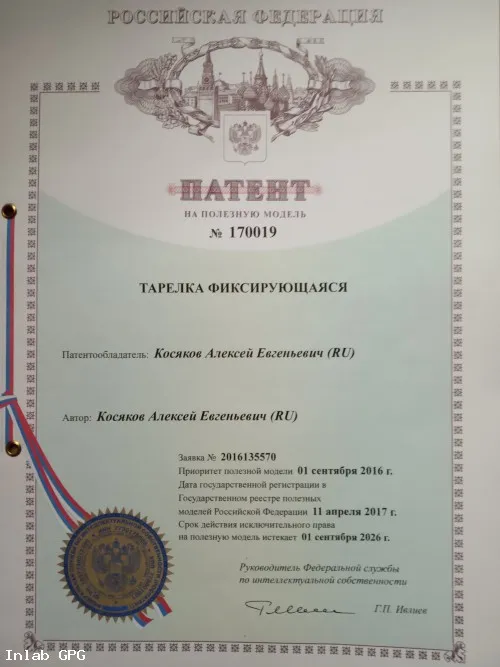 РОССИЙСКАЯ ФЕДЕРАЦИЯ
ПАТЕНТ
НА ПОЛЕЗНУЮ МОДЕЛЬ
№ 170019
ТАРЕЛКА ФИКСИРУЮЩАЯСЯ
Патентообладатель: Косяков Алексей Евгеньевич (RU)
Автор: Косяков Алексей Евгеньевич (RU)
Заявка № 2016135570
Приоритет полезной модели 01 сентября 2016 г.
Дата государственной регистрации в
Государственном реестре полезных
моделей Российской Федерации 11 апреля 2017 г.
Срок действия исключительного права
на полезную модель истекает 01 сентября 2026 г.
Руководитель Федеральной службы
по интеллектуальной собственности
Г.П. Ивлиев
Inlab GPG